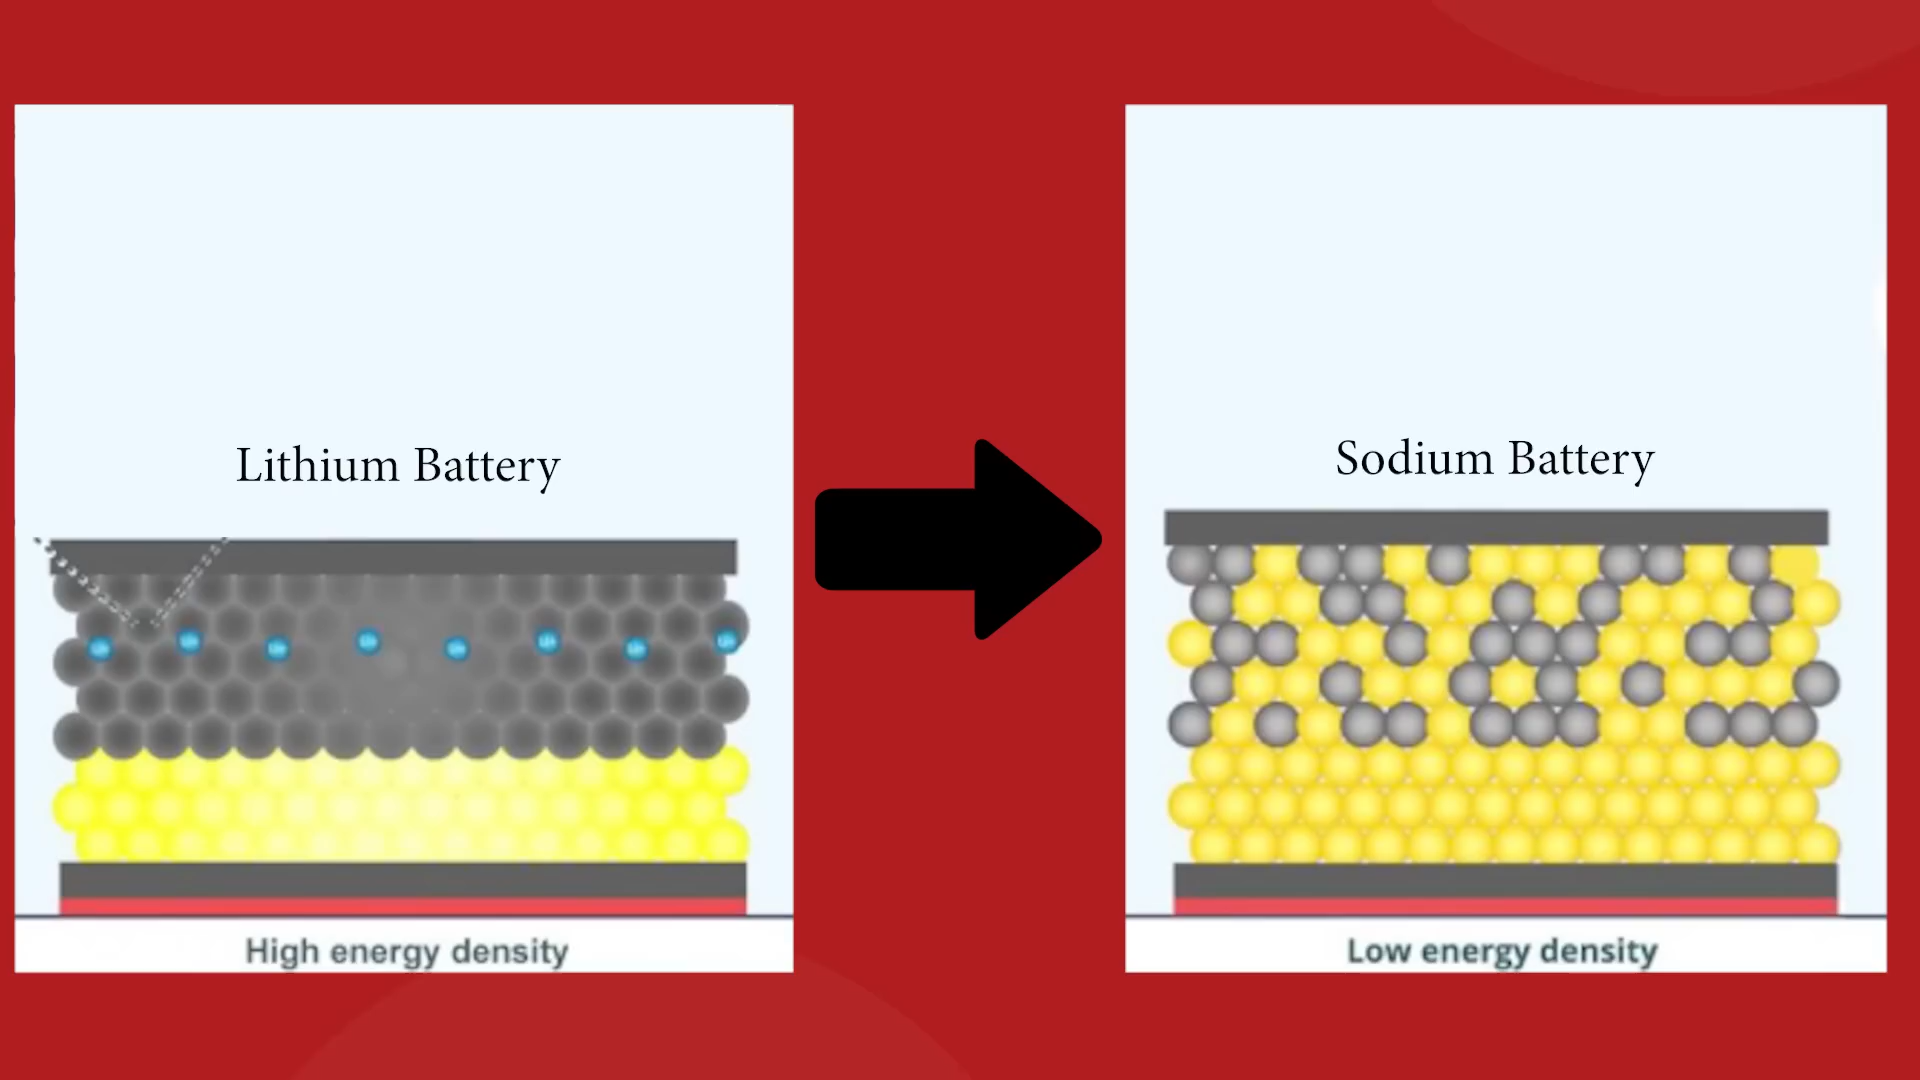 Lithium Battery
Sodium Battery
High energy density
Low energy density